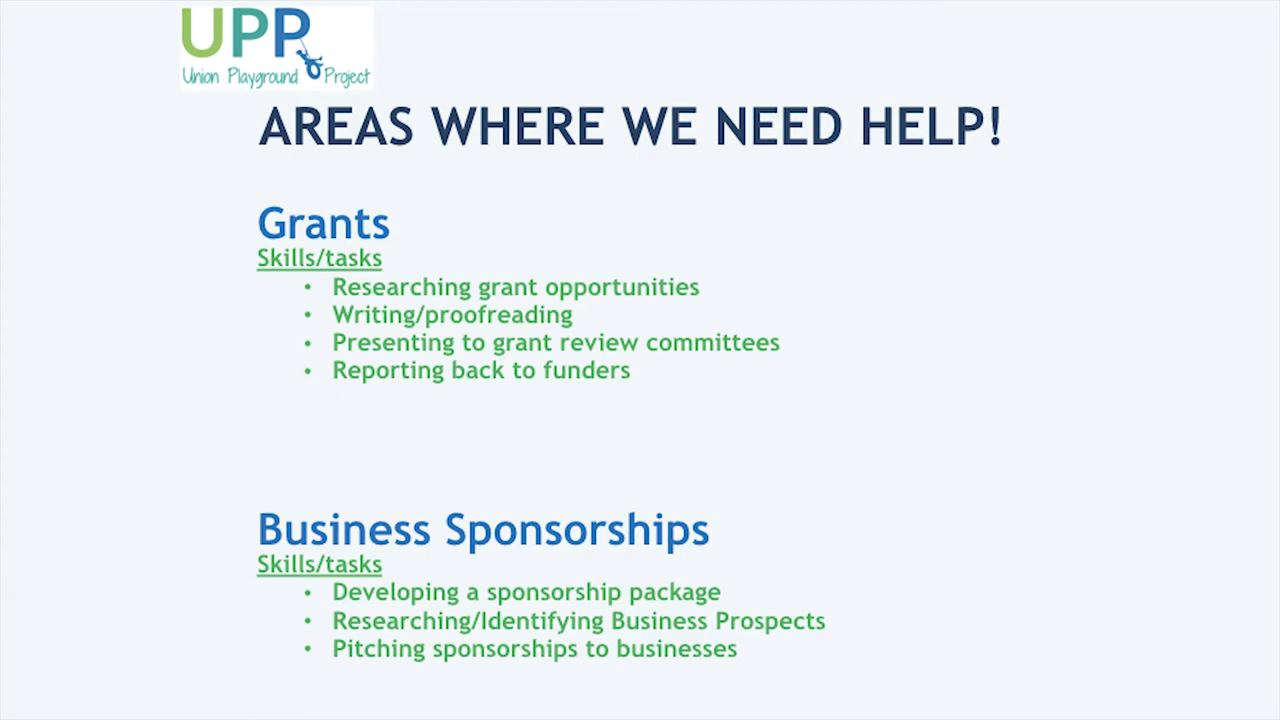 UPP
Union Playground Project
AREAS WHERE WE NEED HELP!
Grants
Skills/tasks
• Researching grant opportunities
• Writing/proofreading
• Presenting to grant review committees
• Reporting back to funders
Business Sponsorships
Skills/tasks
• Developing a sponsorship package
• Researching/Identifying Business Prospects
• Pitching sponsorships to businesses